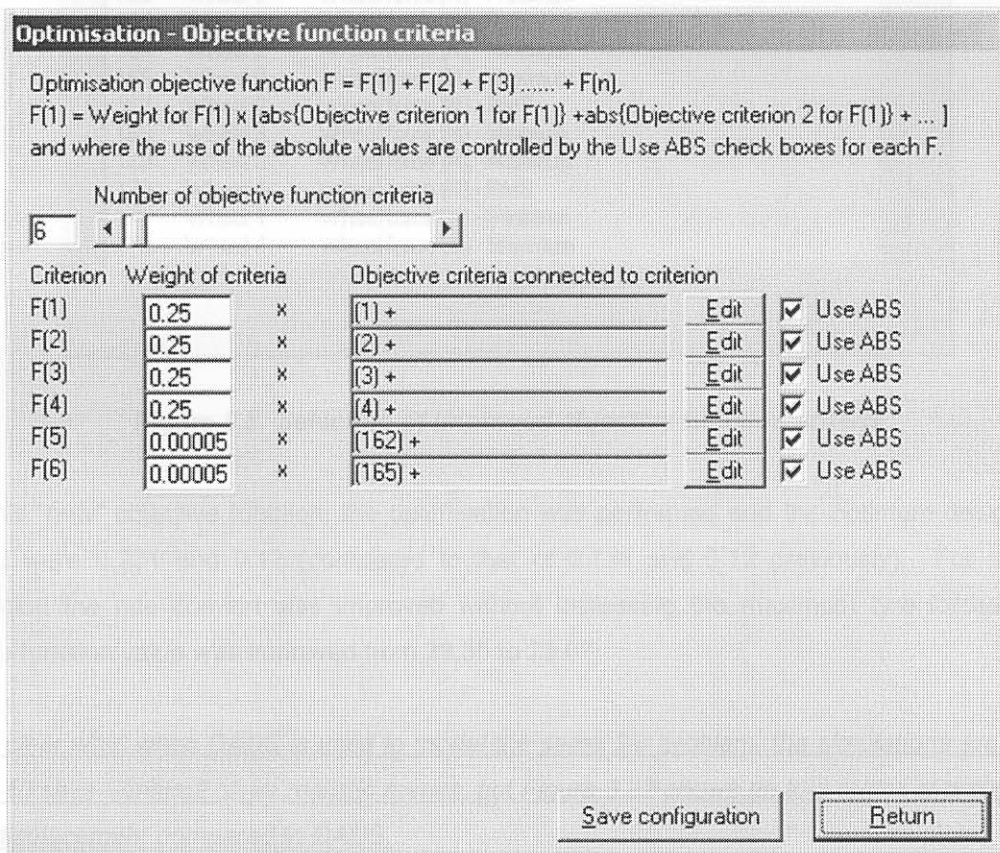 Optimisation - Objective function criteria
Optimisation objective function F = F(1) + F(2) + F(3) ...... + F(n),
F(1) = Weight for F(1) x [abs{Objective criterion 1 for F(1)} +abs{Objective criterion 2 for F(1)} + ... ]
and where the use of the absolute values are controlled by the Use ABS check boxes for each F.
Number of objective function criteria
6
Criterion Weight of criteria Objective criteria connected to criterion
F(1) 0.25 x (1) + Edit Use ABS
F(2) 0.25 x (2) + Edit Use ABS
F(3) 0.25 x (3) + Edit Use ABS
F(4) 0.25 x (4) + Edit Use ABS
F(5) 0.00005 x (162) + Edit Use ABS
F(6) 0.00005 x (165) + Edit Use ABS
Save configuration Return